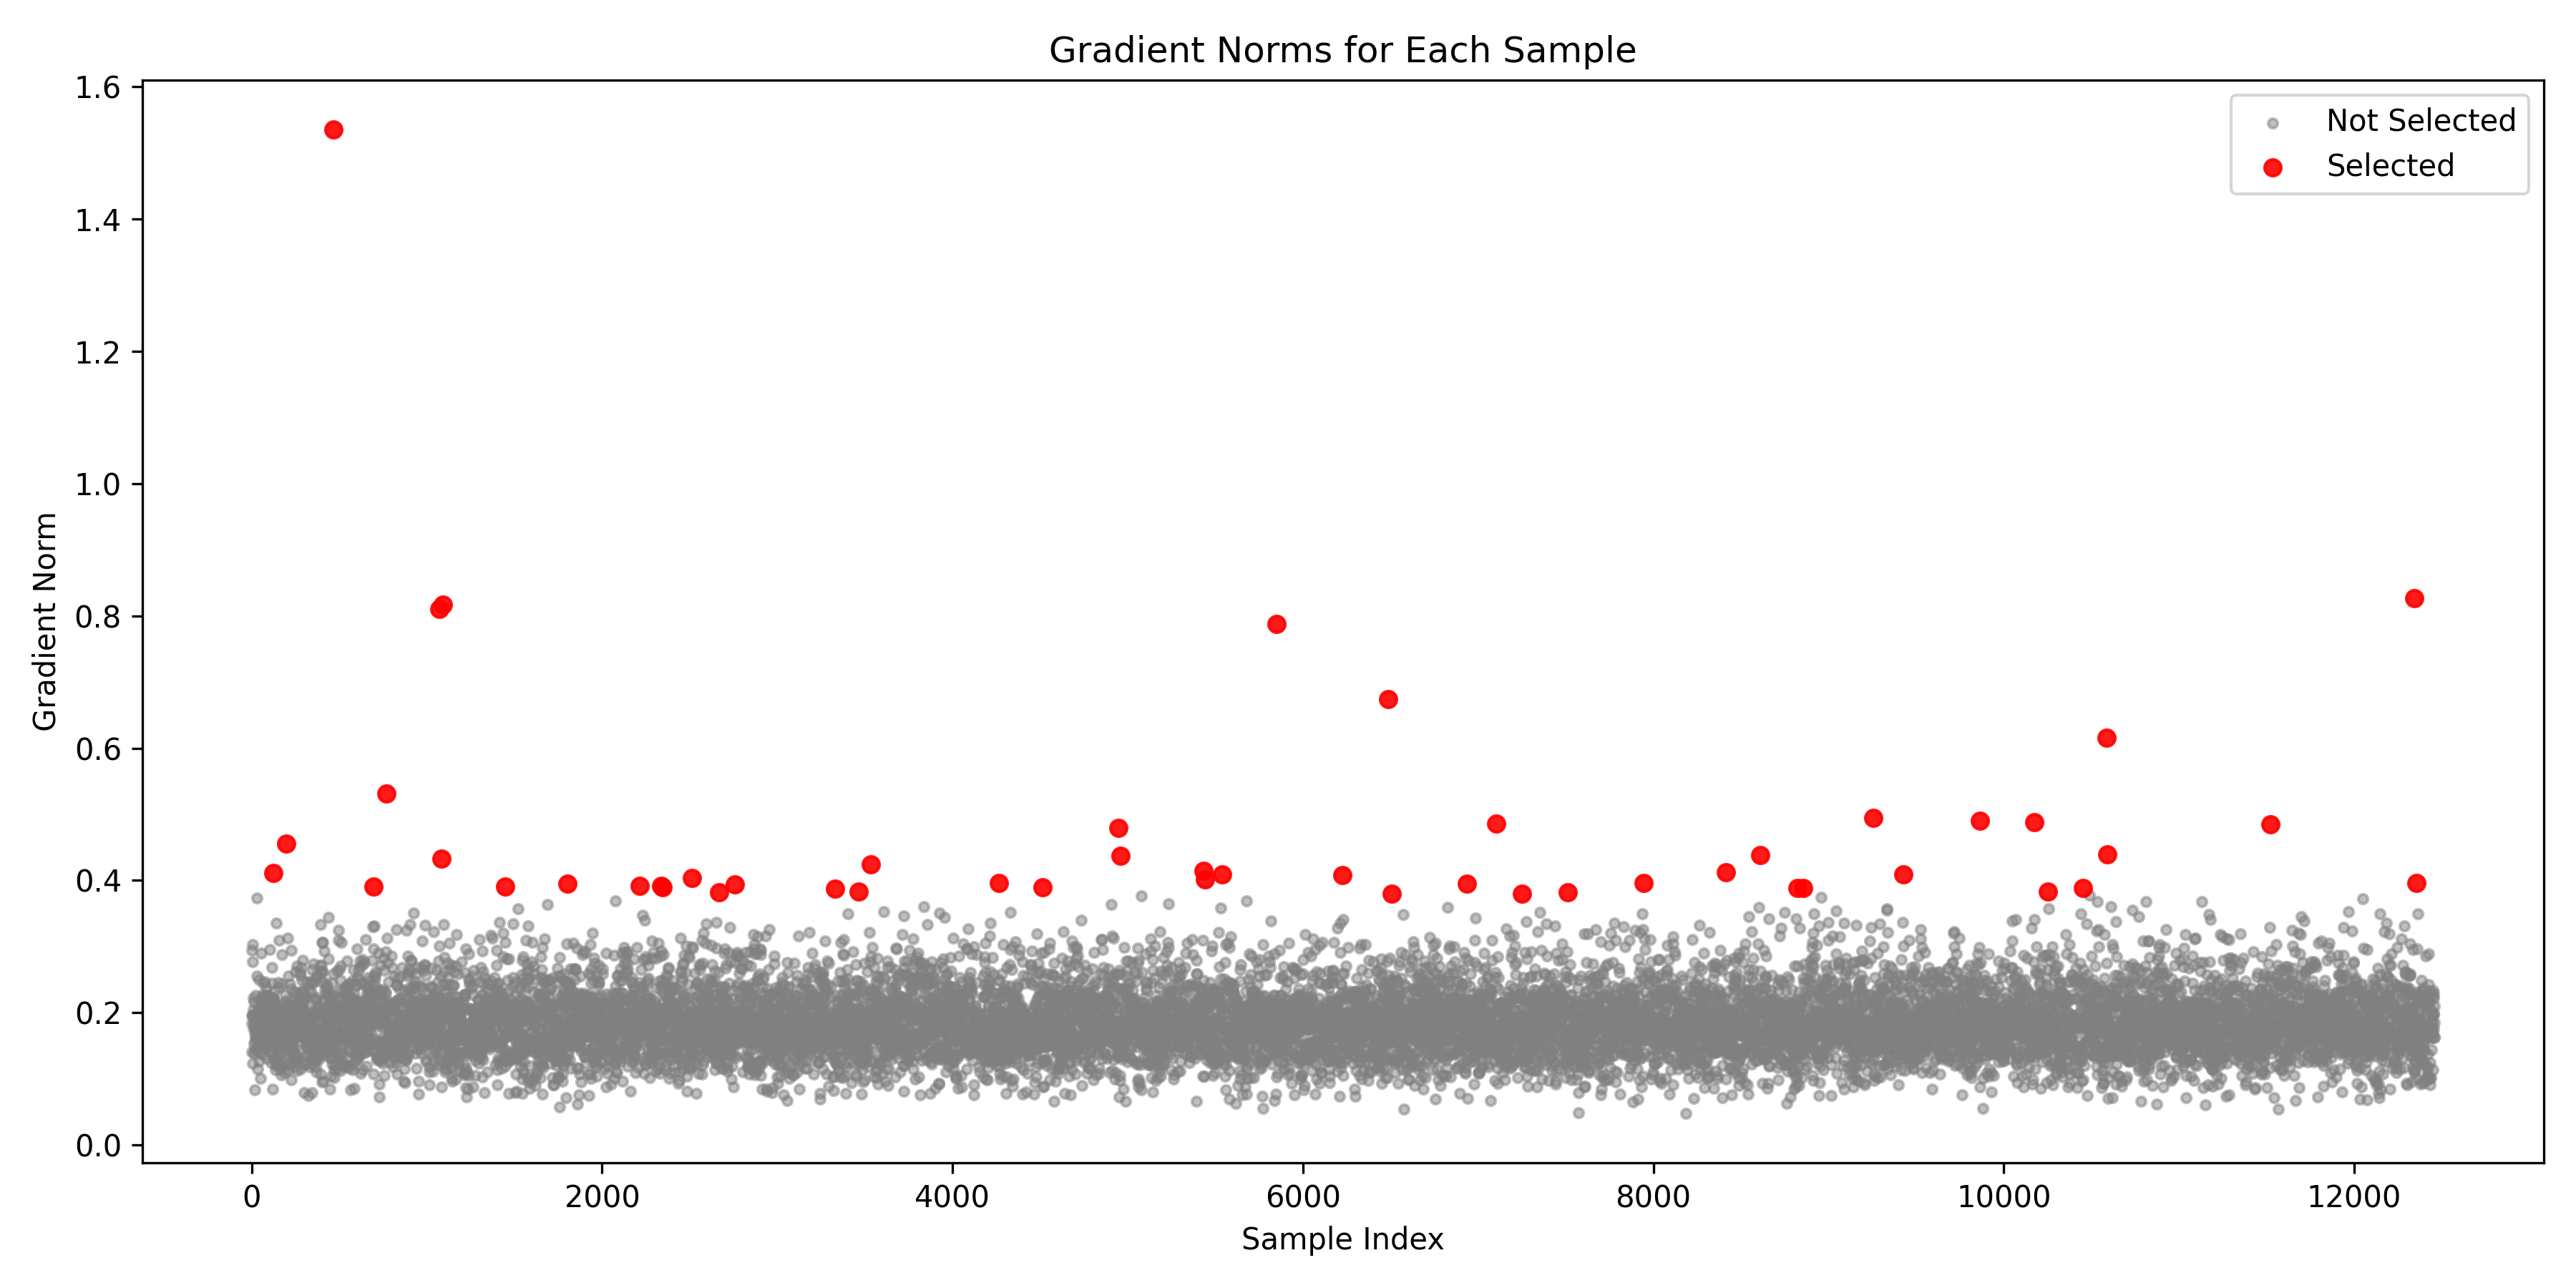 Gradient Norms for Each Sample
Not Selected
Selected
Gradient Norm
1.6
1.4
1.2
1.0
0.8
0.6
0.4
0.2
0.0
0 2000 4000 6000 8000 10000 12000
Sample Index